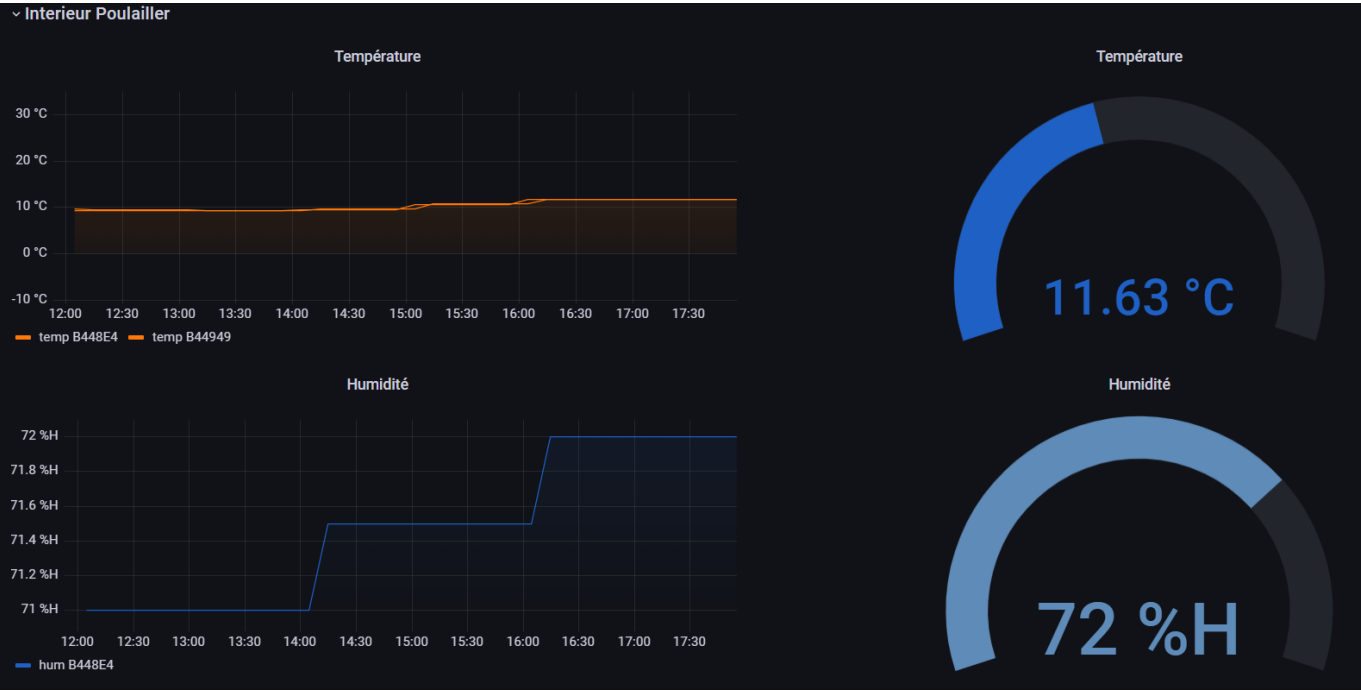 Interieur Poulailler
Température
30 °C
20 °C
10 °C
0 °C
-10 °C
12:00 12:30 13:00 13:30 14:00 14:30 15:00 15:30 16:00 16:30 17:00 17:30
temp B448E4 temp B44949
Température
11.63 °C
Humidité
72 %H
71.8 %H
71.6 %H
71.4 %H
71.2 %H
71 %H
12:00 12:30 13:00 13:30 14:00 14:30 15:00 15:30 16:00 16:30 17:00 17:30
hum B448E4
Humidité
72 %H